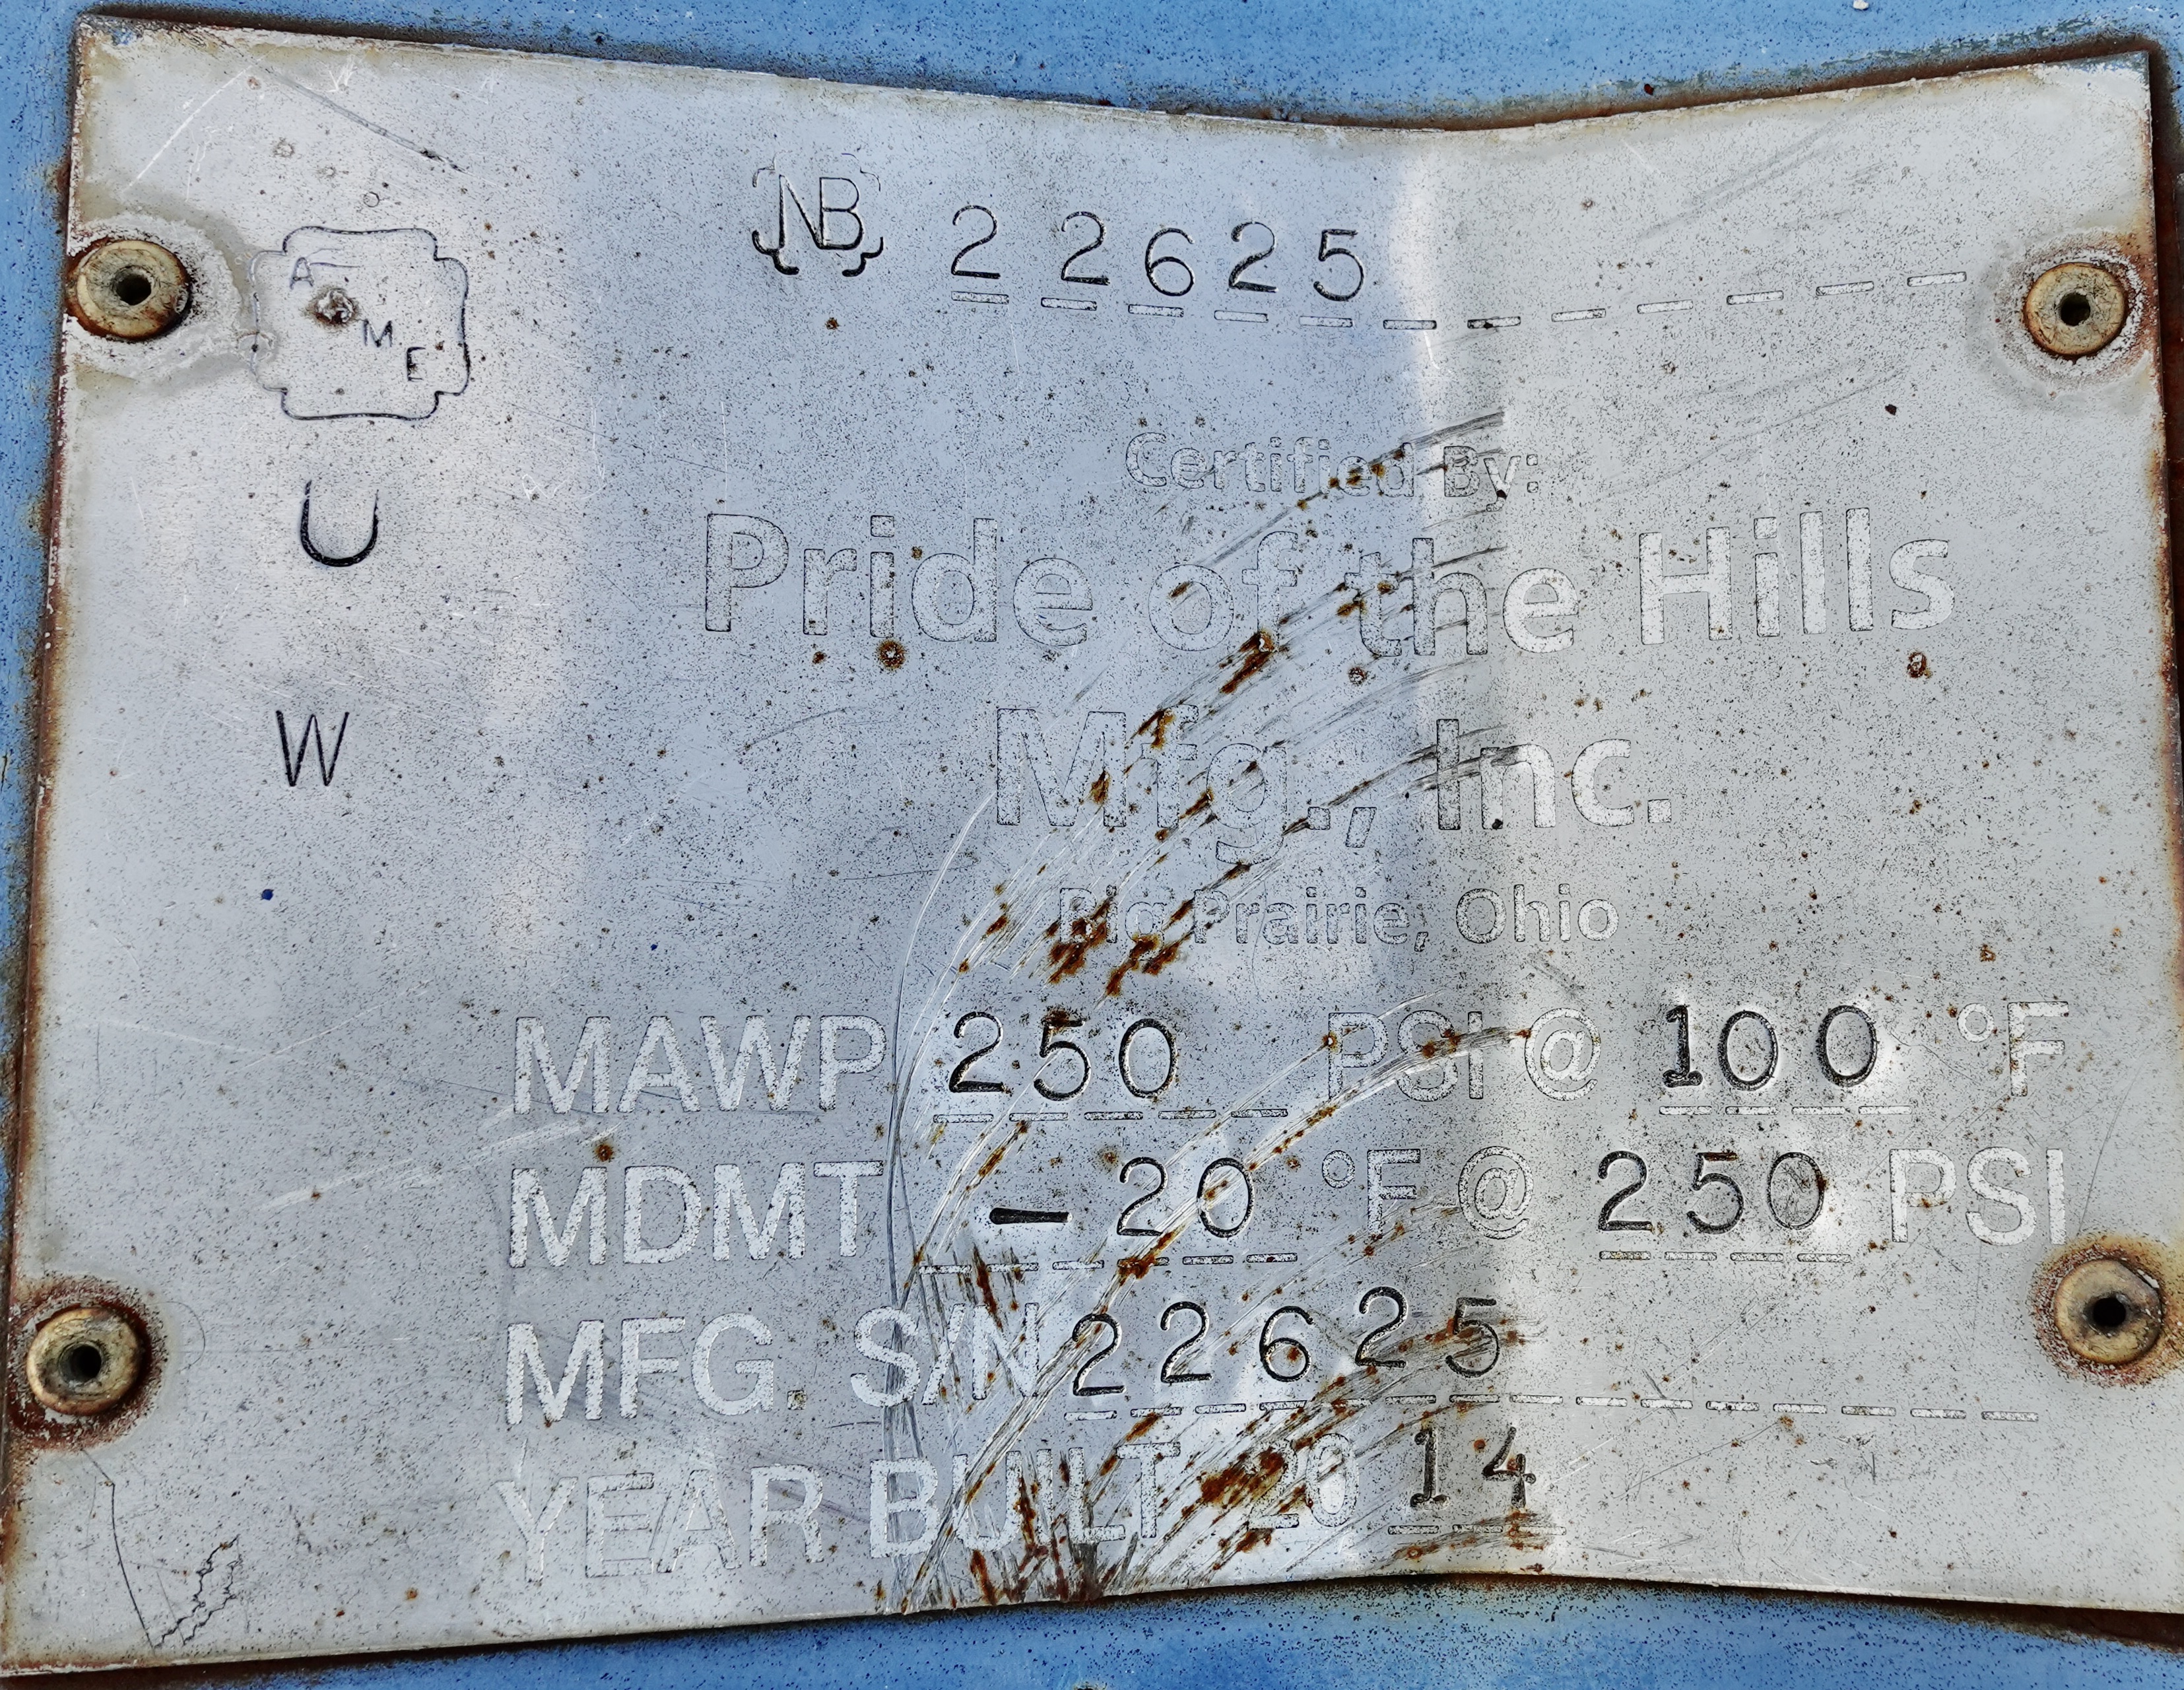 NB 22625
A
M
E
U
Certified By:
Pride of the Hills
W
Mfg., Inc.
Big Prairie, Ohio
MAWP 250 PSI @ 100 °F
MDMT -20 °F @ 250 PSI
MFG. S/N 22625
YEAR BUILT 2014